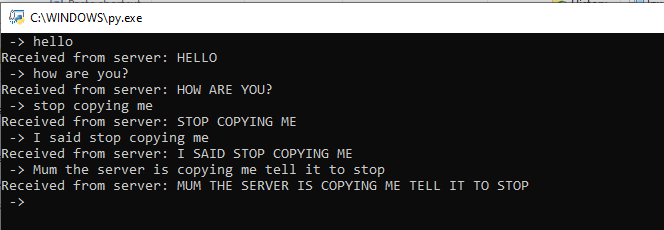 C:\WINDOWS\py.exe
-> hello
Received from server: HELLO
-> how are you?
Received from server: HOW ARE YOU?
-> stop copying me
Received from server: STOP COPYING ME
-> I said stop copying me
Received from server: I SAID STOP COPYING ME
-> Mum the server is copying me tell it to stop
Received from server: MUM THE SERVER IS COPYING ME TELL IT TO STOP
->